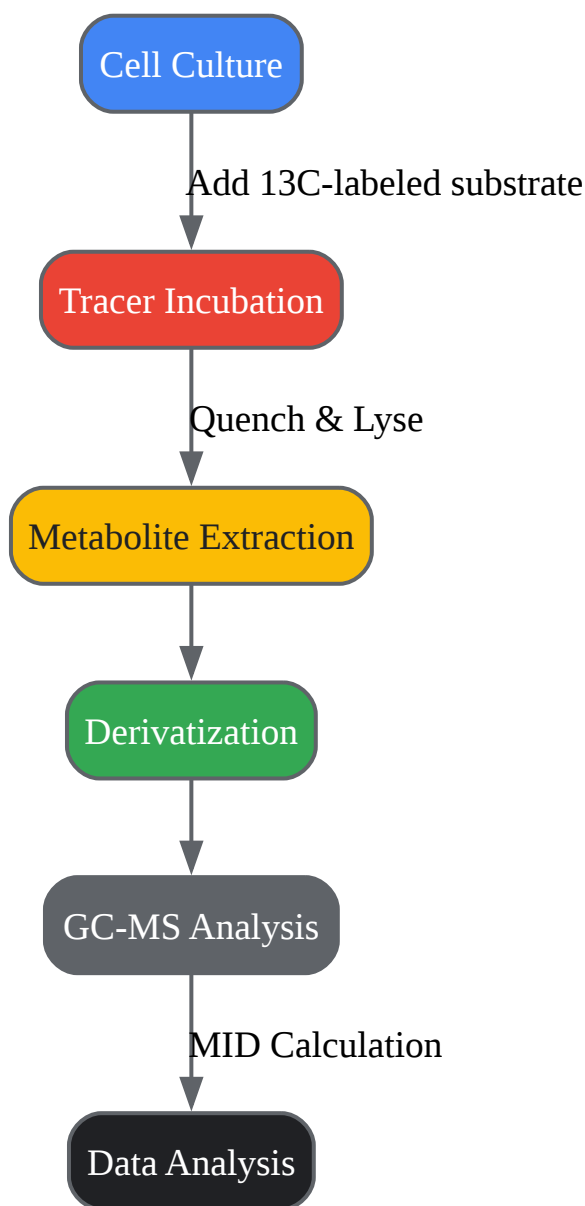 Cell Culture
Add 13C-labeled substrate
Tracer Incubation
Quench & Lyse
Metabolite Extraction
Derivatization
GC-MS Analysis
MID Calculation
Data Analysis